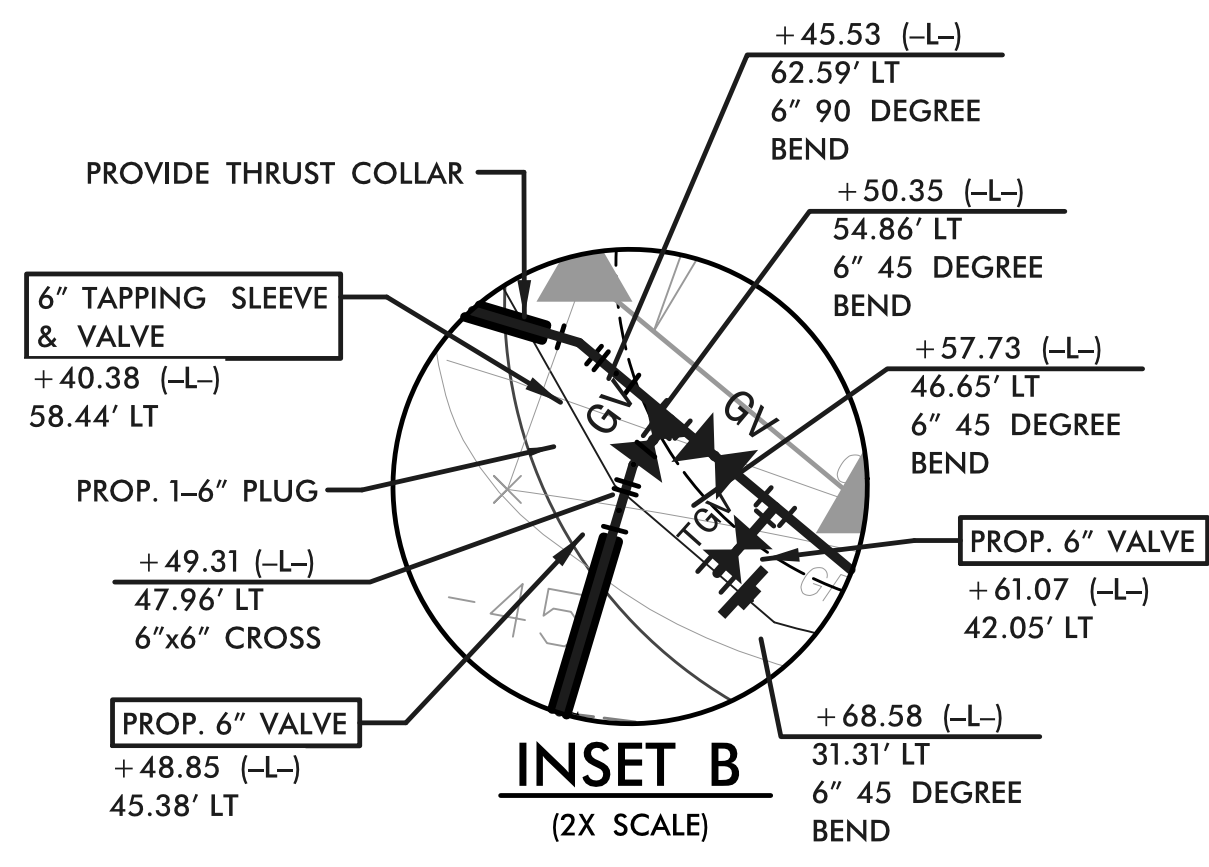 +45.53 (–L–)
62.59' LT
6" 90 DEGREE
BEND
PROVIDE THRUST COLLAR
+50.35 (–L–)
54.86' LT
6" 45 DEGREE
BEND
6" TAPPING SLEEVE
& VALVE
+40.38 (–L–)
58.44' LT
+57.73 (–L–)
46.65' LT
6" 45 DEGREE
BEND
GV
GV
PROP. 1–6" PLUG
PROP. 6" VALVE
+61.07 (–L–)
42.05' LT
+49.31 (–L–)
47.96' LT
6"x6" CROSS
-45
PROP. 6" VALVE
+48.85 (–L–)
45.38' LT
+68.58 (–L–)
31.31' LT
6" 45 DEGREE
BEND
INSET B
(2X SCALE)